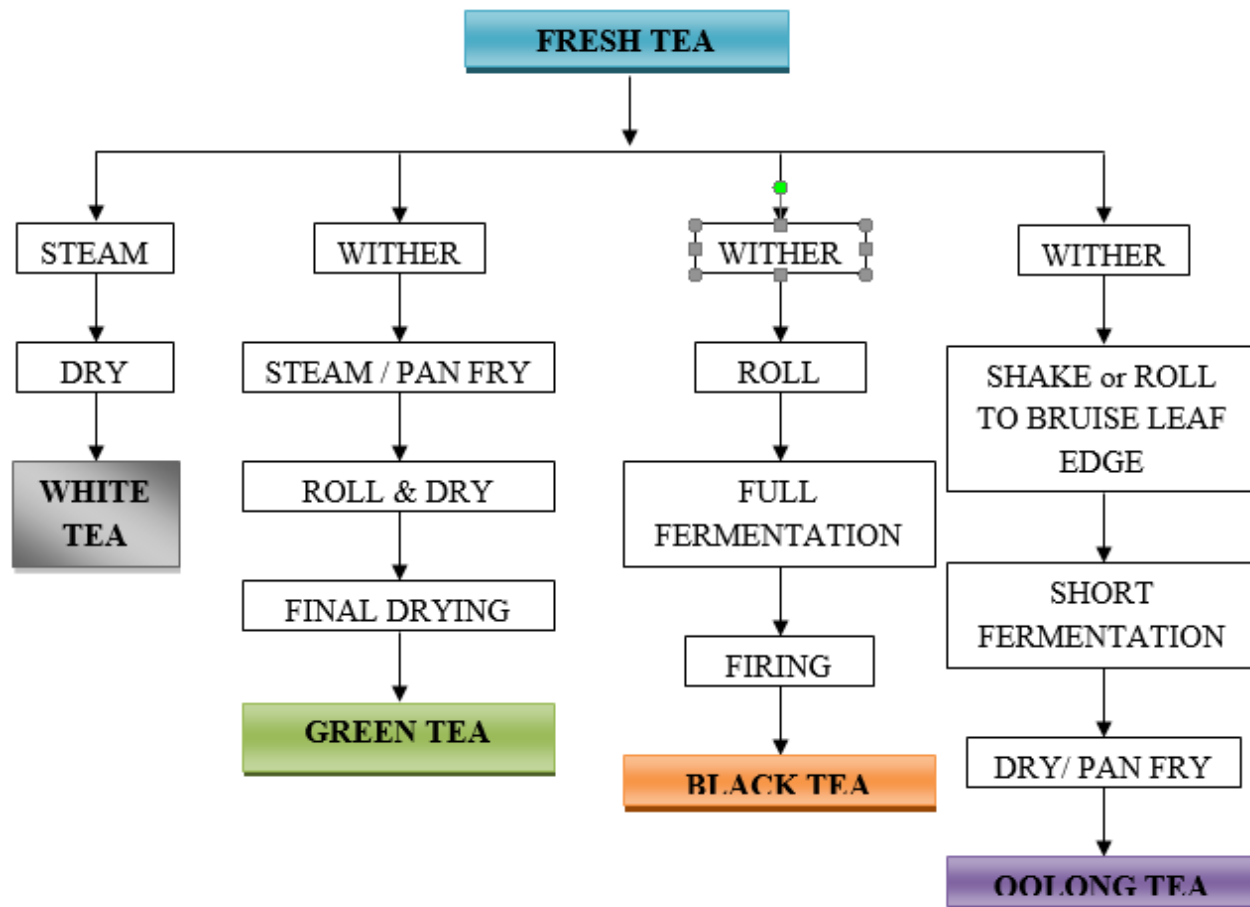 FRESH TEA
STEAM
DRY
WHITE
TEA
WITHER
STEAM / PAN FRY
ROLL & DRY
FINAL DRYING
GREEN TEA
WITHER
ROLL
FULL
FERMENTATION
FIRING
BLACK TEA
WITHER
SHAKE or ROLL
TO BRUISE LEAF
EDGE
SHORT
FERMENTATION
DRY/ PAN FRY
OOLONG TEA